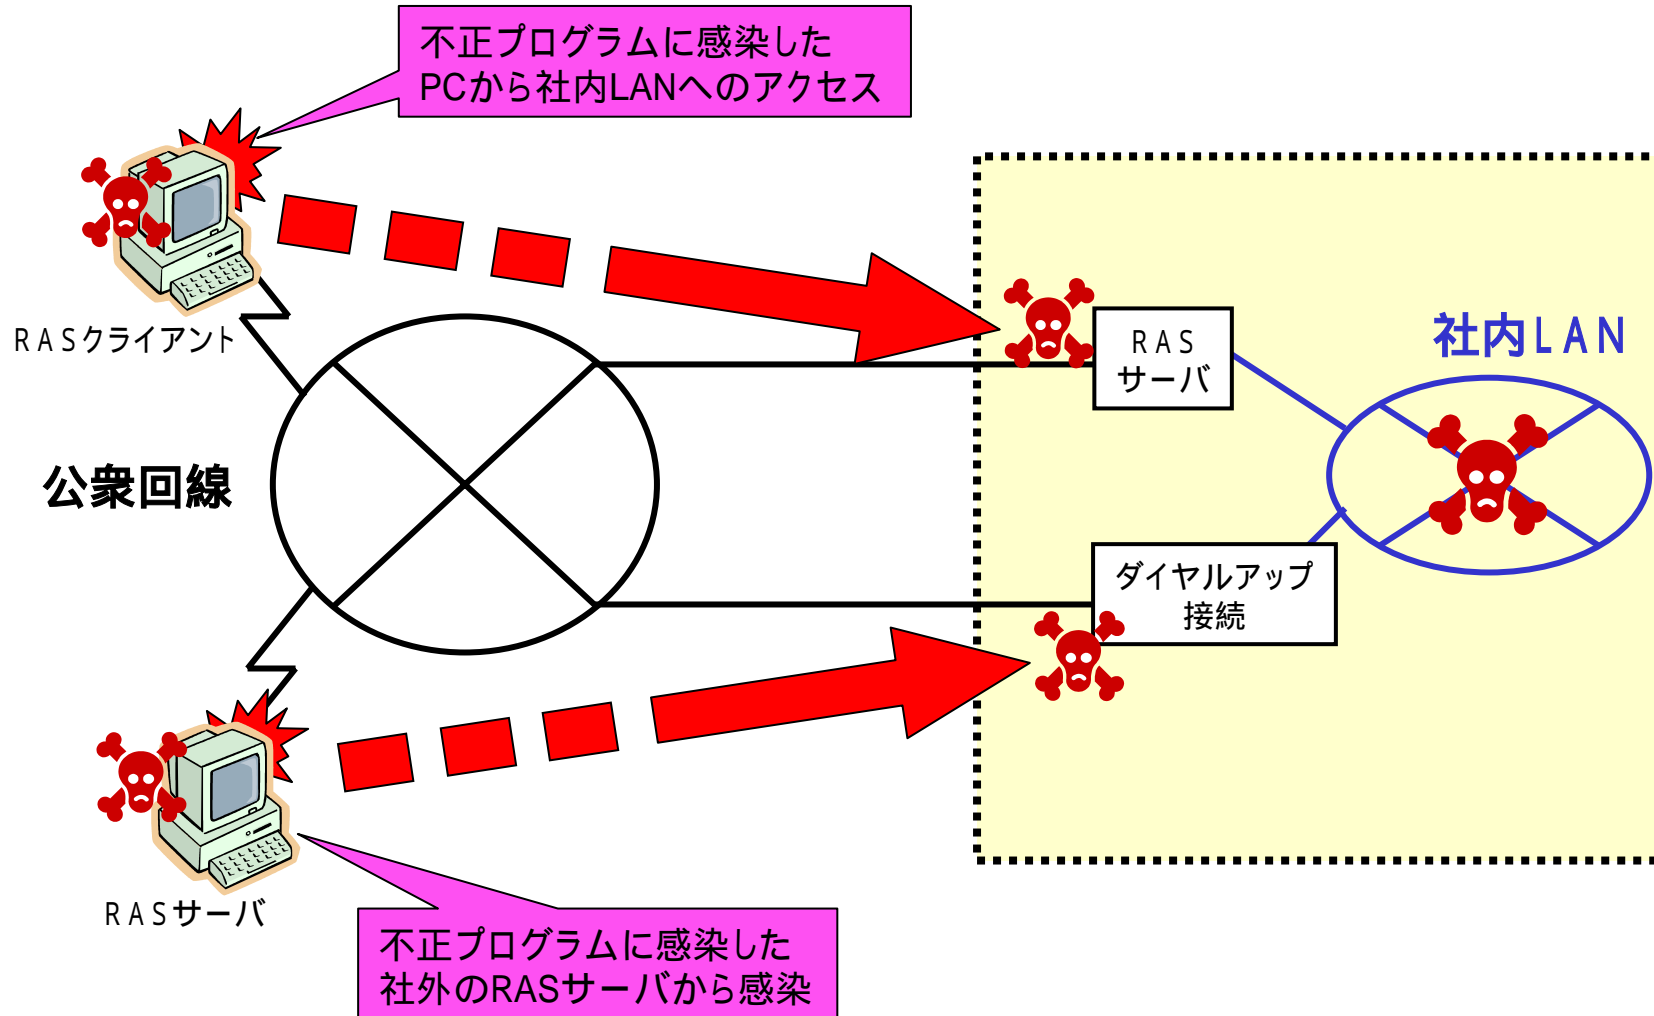 不正プログラムに感染した
PCから社内LANへのアクセス
RASクライアント
RAS
サーバ
社内LAN
公衆回線
ダイヤルアップ
接続
RASサーバ
不正プログラムに感染した
社外のRASサーバから感染